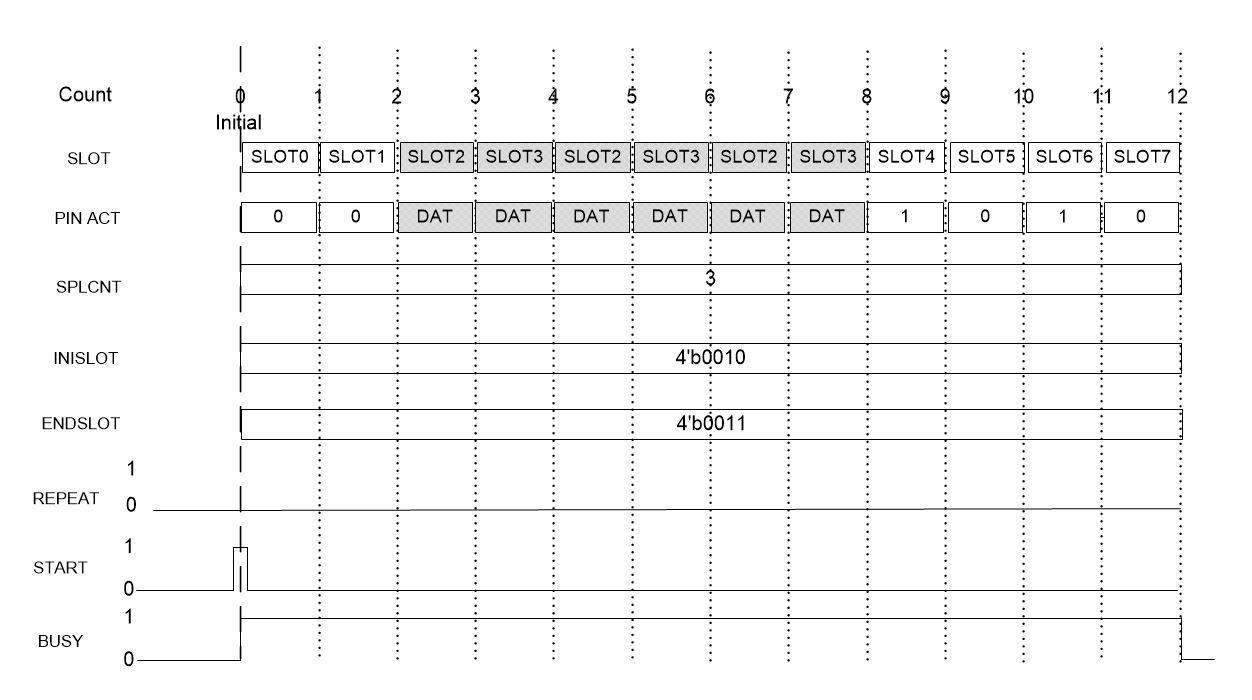 Count 0 1 2 3 4 5 6 7 8 9 10 11 12
Initial
SLOT SLOT0 SLOT1 SLOT2 SLOT3 SLOT2 SLOT3 SLOT2 SLOT3 SLOT4 SLOT5 SLOT6 SLOT7
PIN ACT 0 0 DAT DAT DAT DAT DAT DAT 1 0 1 0
SPLCNT 3
INISLOT 4'b0010
ENDSLOT 4'b0011
1
REPEAT 0
1
START
0
1
BUSY
0